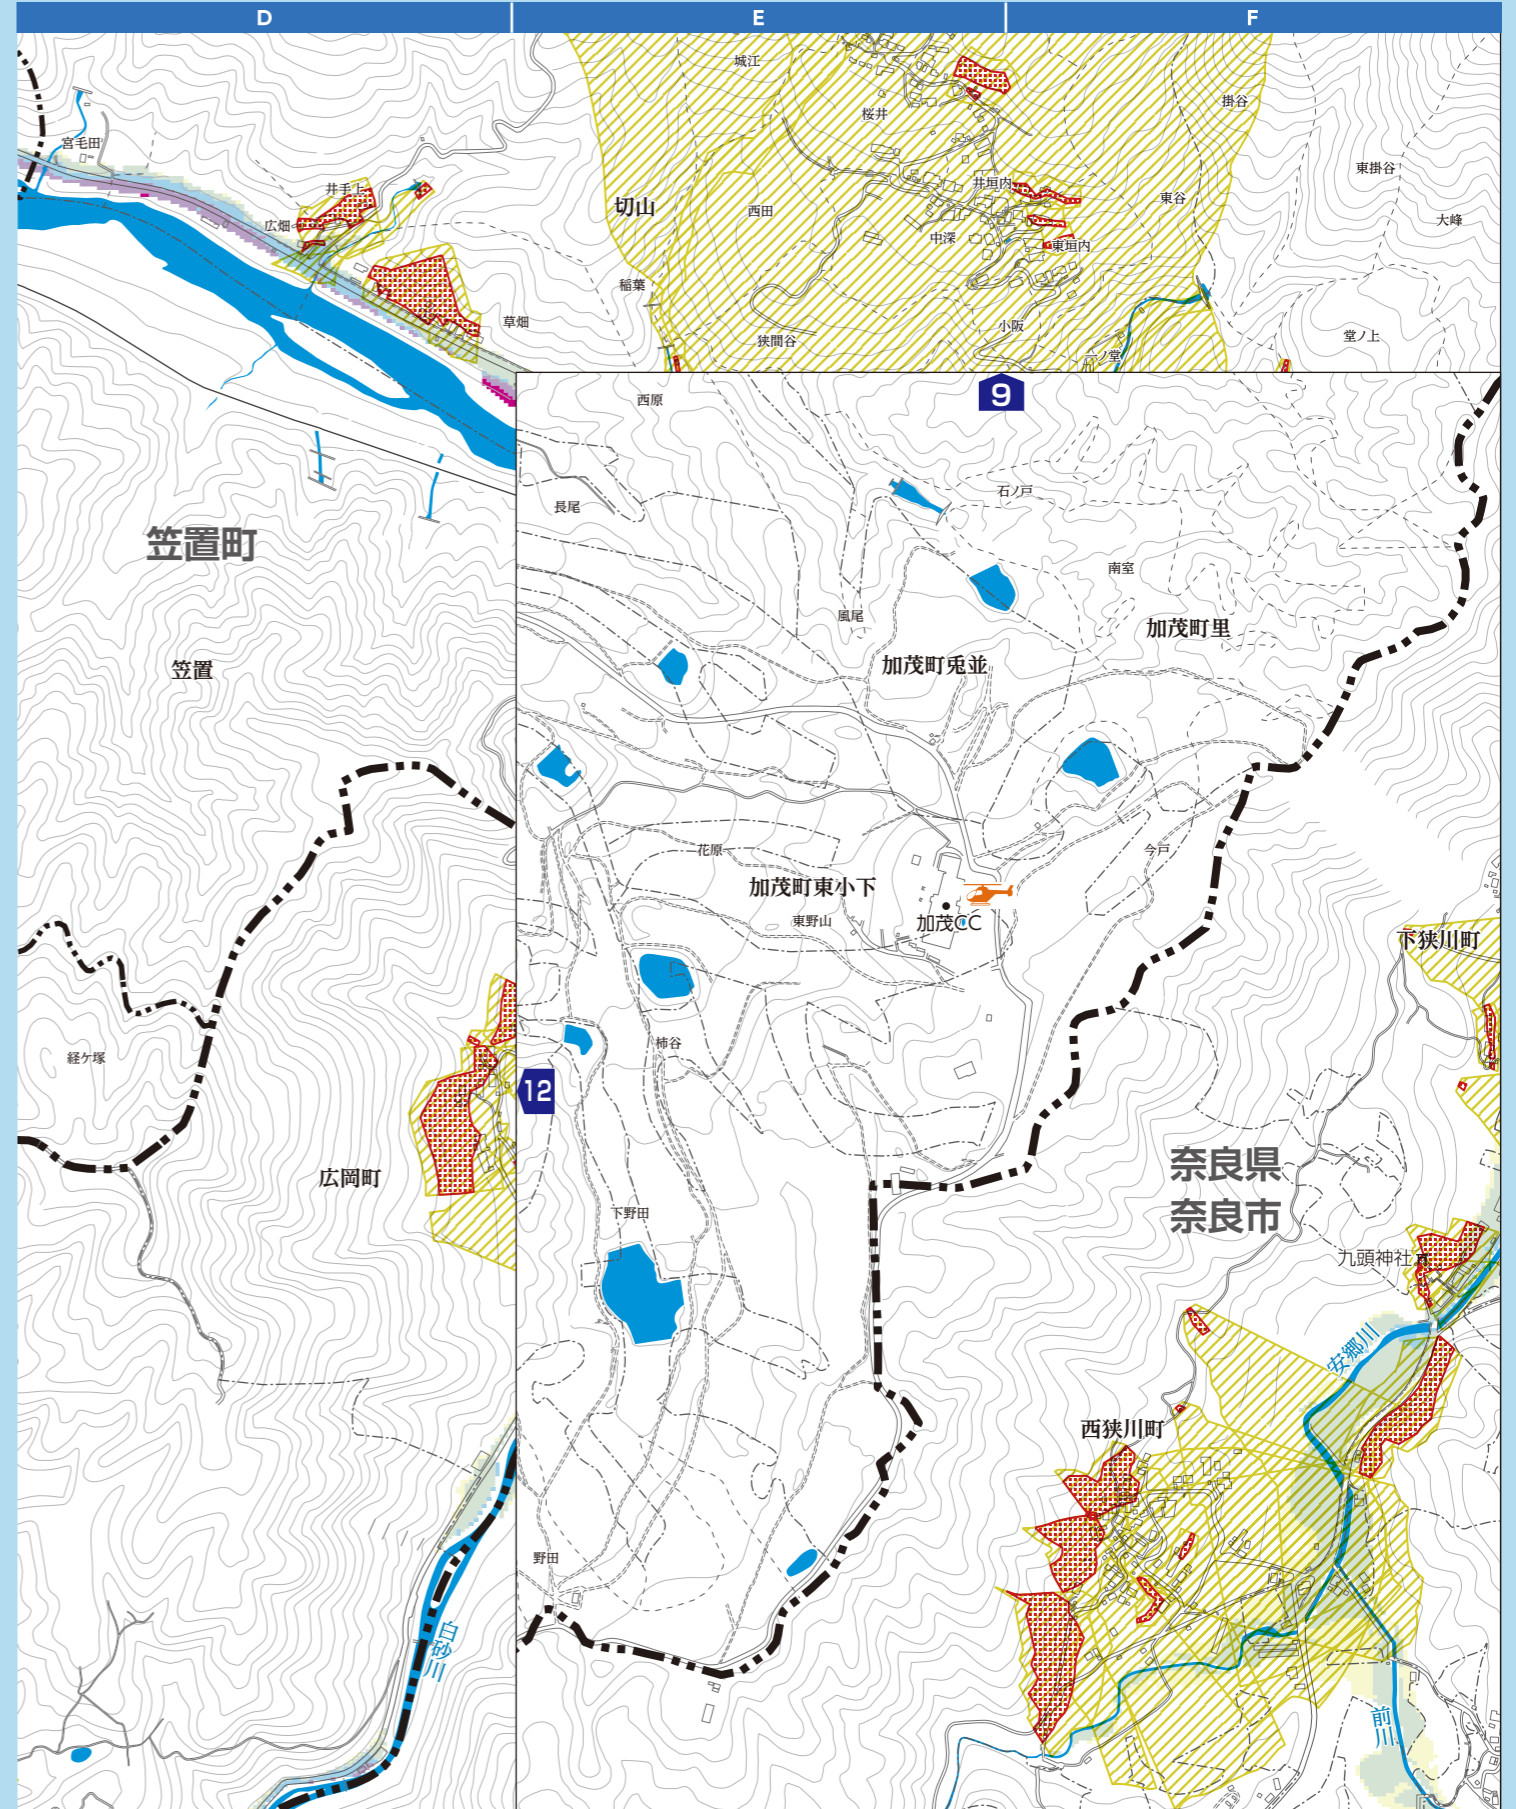 D
E
F
城江
桜井
掛谷
宮毛田
東掛谷
井手上
井垣内
切山
西田
東谷
大峰
広畑
中深
東垣内
稲葉
草畑
小阪
狭間谷
一ノ堂
堂ノ上
9
西原
石ノ戸
長尾
笠置町
南室
風尾
加茂町里
加茂町兎並
笠置
花原
今戸
加茂町東小下
東野山
加茂CC
下狭川町
柿谷
経ケ塚
12
広岡町
奈良県
奈良市
下野田
九頭神社
安郷川
西狭川町
野田
白砂川
前川